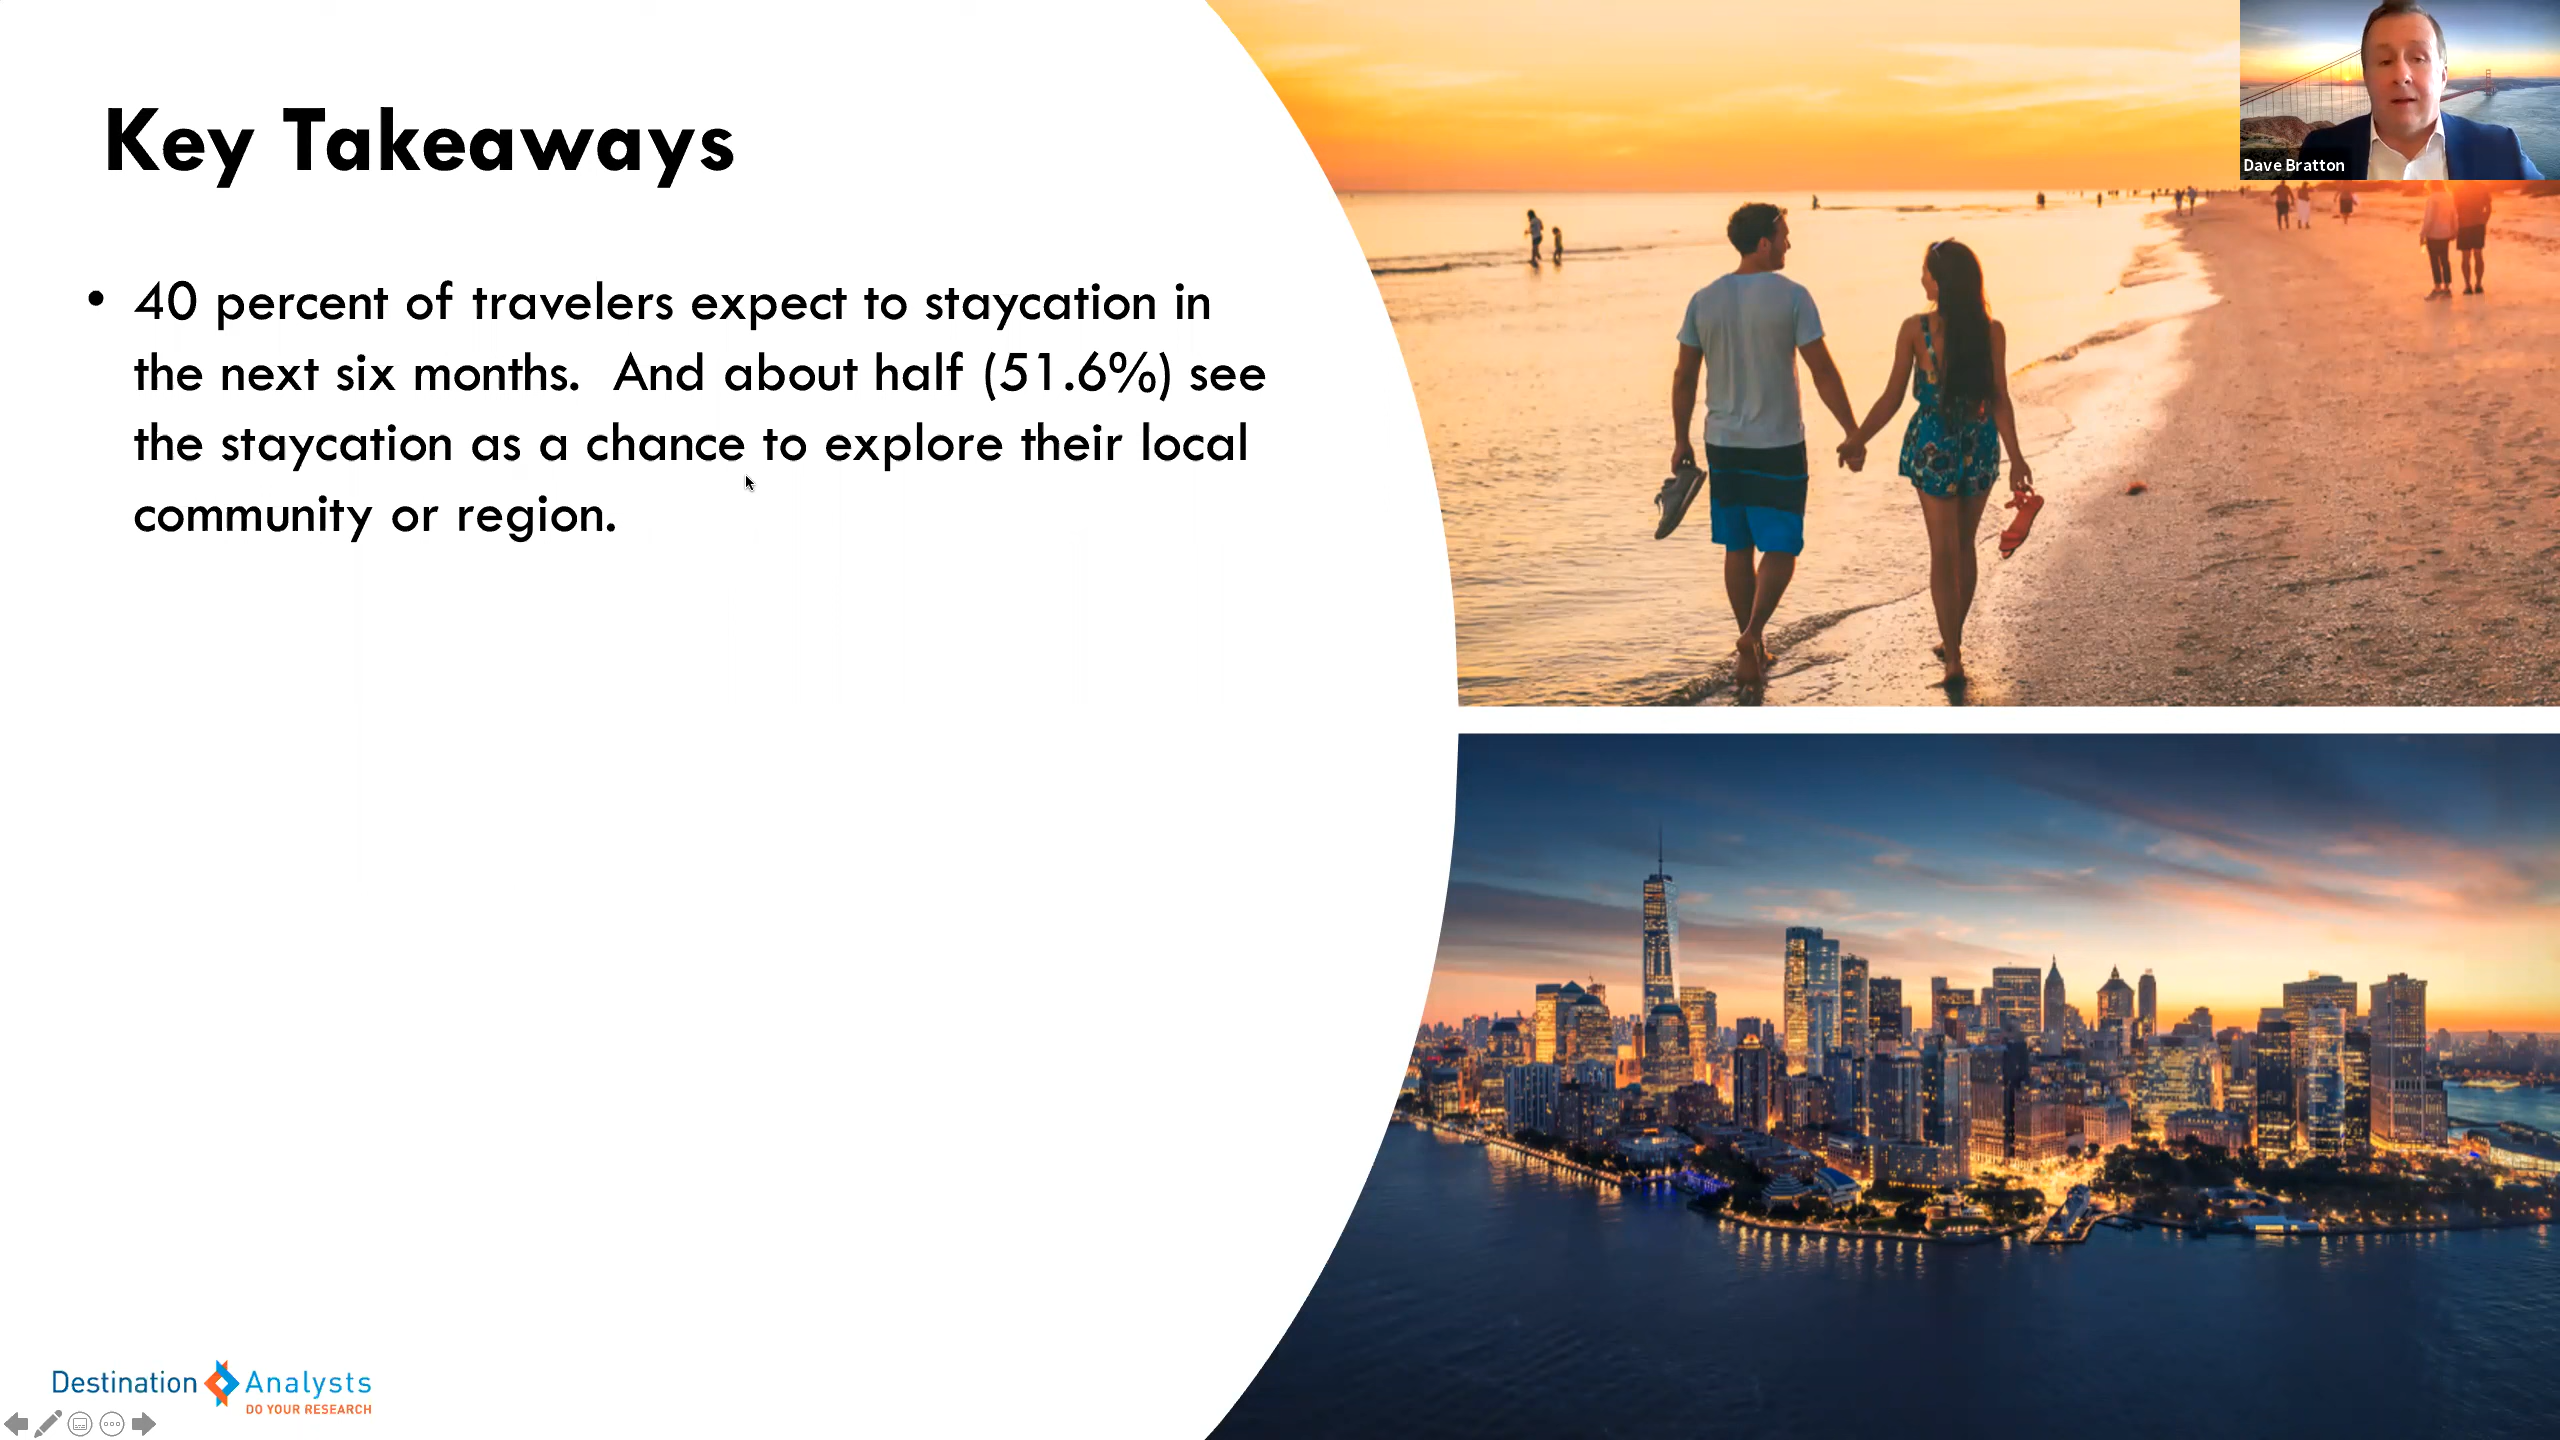 Key Takeaways
• 40 percent of travelers expect to staycation in
the next six months.  And about half (51.6%) see
the staycation as a chance to explore their local
community or region.
Dave Bratton
Destination Analysts
DO YOUR RESEARCH